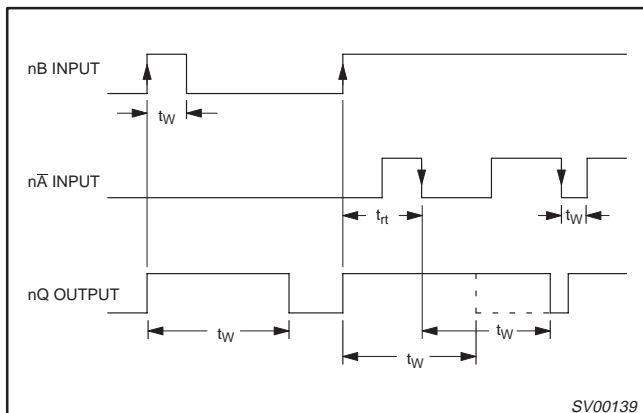 nB INPUT
tW
nA̅ INPUT
trt
tW
nQ OUTPUT
tW
tW
tW
SV00139